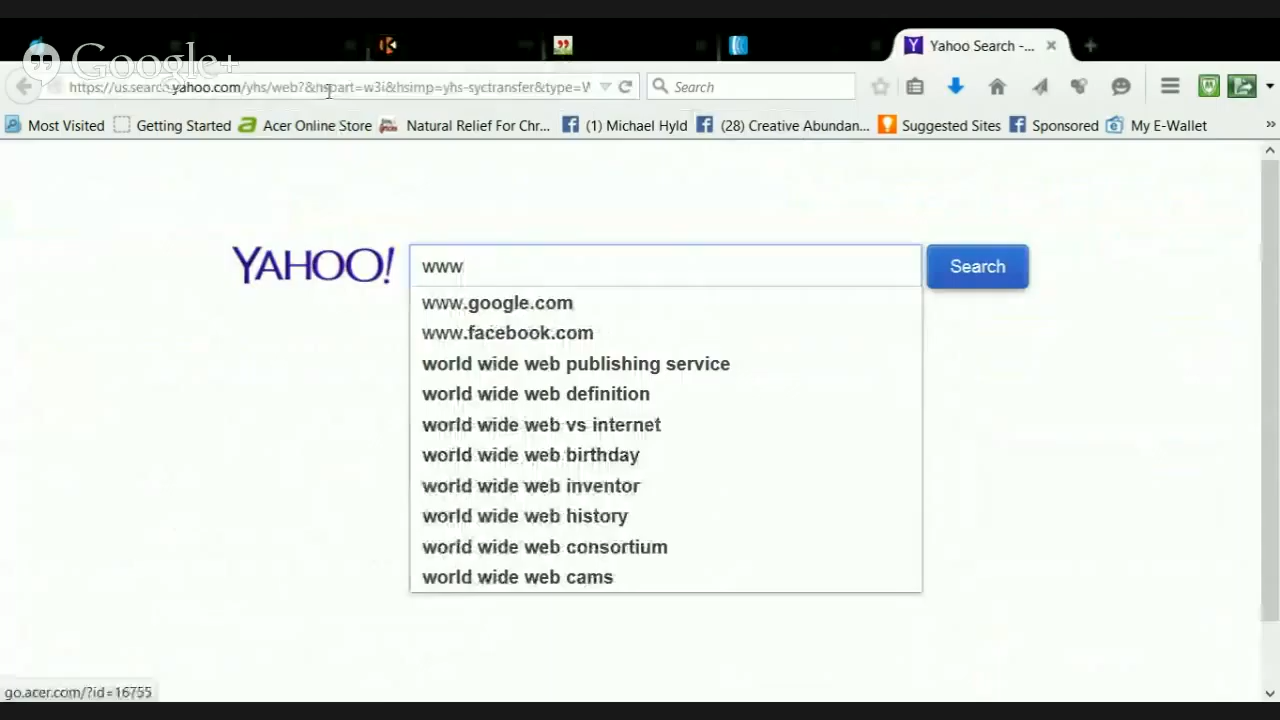 Google+
Yahoo Search -...
https://us.search.yahoo.com/yhs/web?&hspart=w3i&hsimp=yhs-syctransfer&type=W
Search
Most Visited Getting Started Acer Online Store Natural Relief For Chr... (1) Michael Hyld (28) Creative Abundan... Suggested Sites Sponsored My E-Wallet »
YAHOO! www Search
www.google.com
www.facebook.com
world wide web publishing service
world wide web definition
world wide web vs internet
world wide web birthday
world wide web inventor
world wide web history
world wide web consortium
world wide web cams
go.acer.com/?id=16755